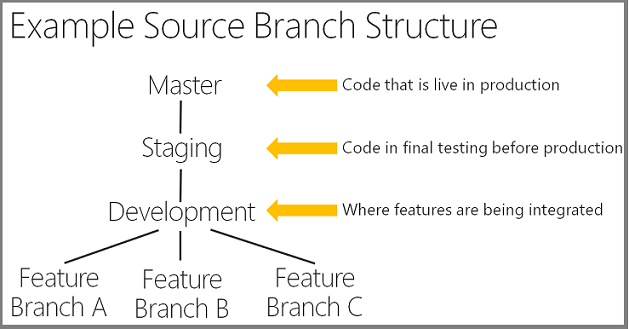 Example Source Branch Structure
Master
Code that is live in production
Staging
Code in final testing before production
Development
Where features are being integrated
Feature
Branch A
Feature
Branch B
Feature
Branch C